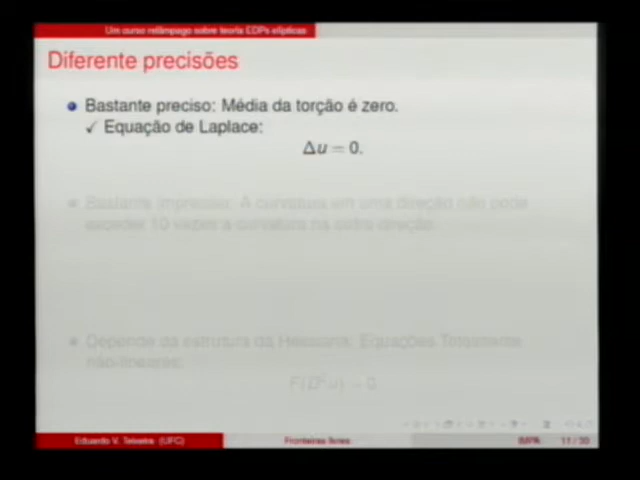 Um curso relâmpago sobre teoria EDPs elípticas
Diferente precisões
Bastante preciso: Média da torção é zero.
✓ Equação de Laplace:
Δu = 0.
Bastante impreciso: A curvatura em uma direção não pode
exceder 10 vezes a curvatura na outra direção.
Depende da estrutura da Hessiana: Equações Totalmente
não-lineares:
F(D²u) = 0
Eduardo V. Teixeira (UFC)
Fronteiras livres
IMPA
11 / 30